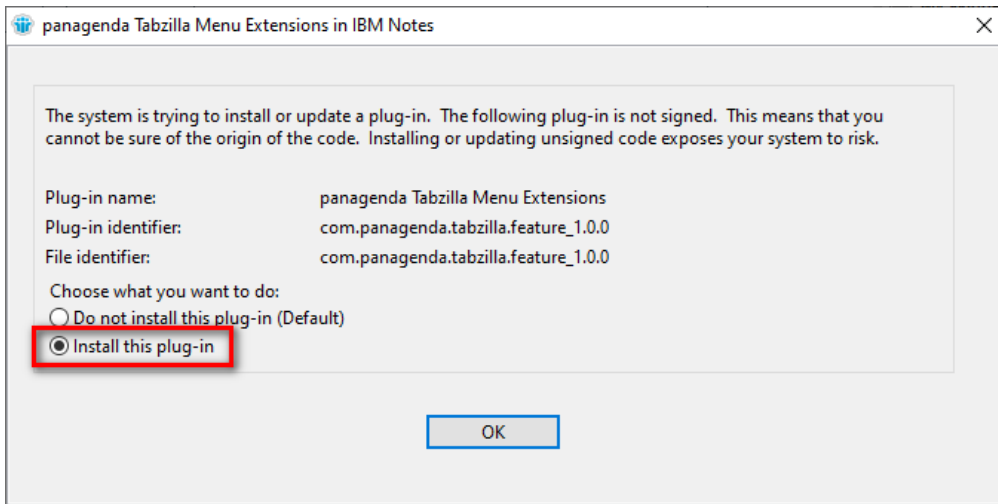 panagenda Tabzilla Menu Extensions in IBM Notes
The system is trying to install or update a plug-in. The following plug-in is not signed. This means that you
cannot be sure of the origin of the code. Installing or updating unsigned code exposes your system to risk.
Plug-in name: panagenda Tabzilla Menu Extensions
Plug-in identifier: com.panagenda.tabzilla.feature_1.0.0
File identifier: com.panagenda.tabzilla.feature_1.0.0
Choose what you want to do:
Do not install this plug-in (Default)
Install this plug-in
OK